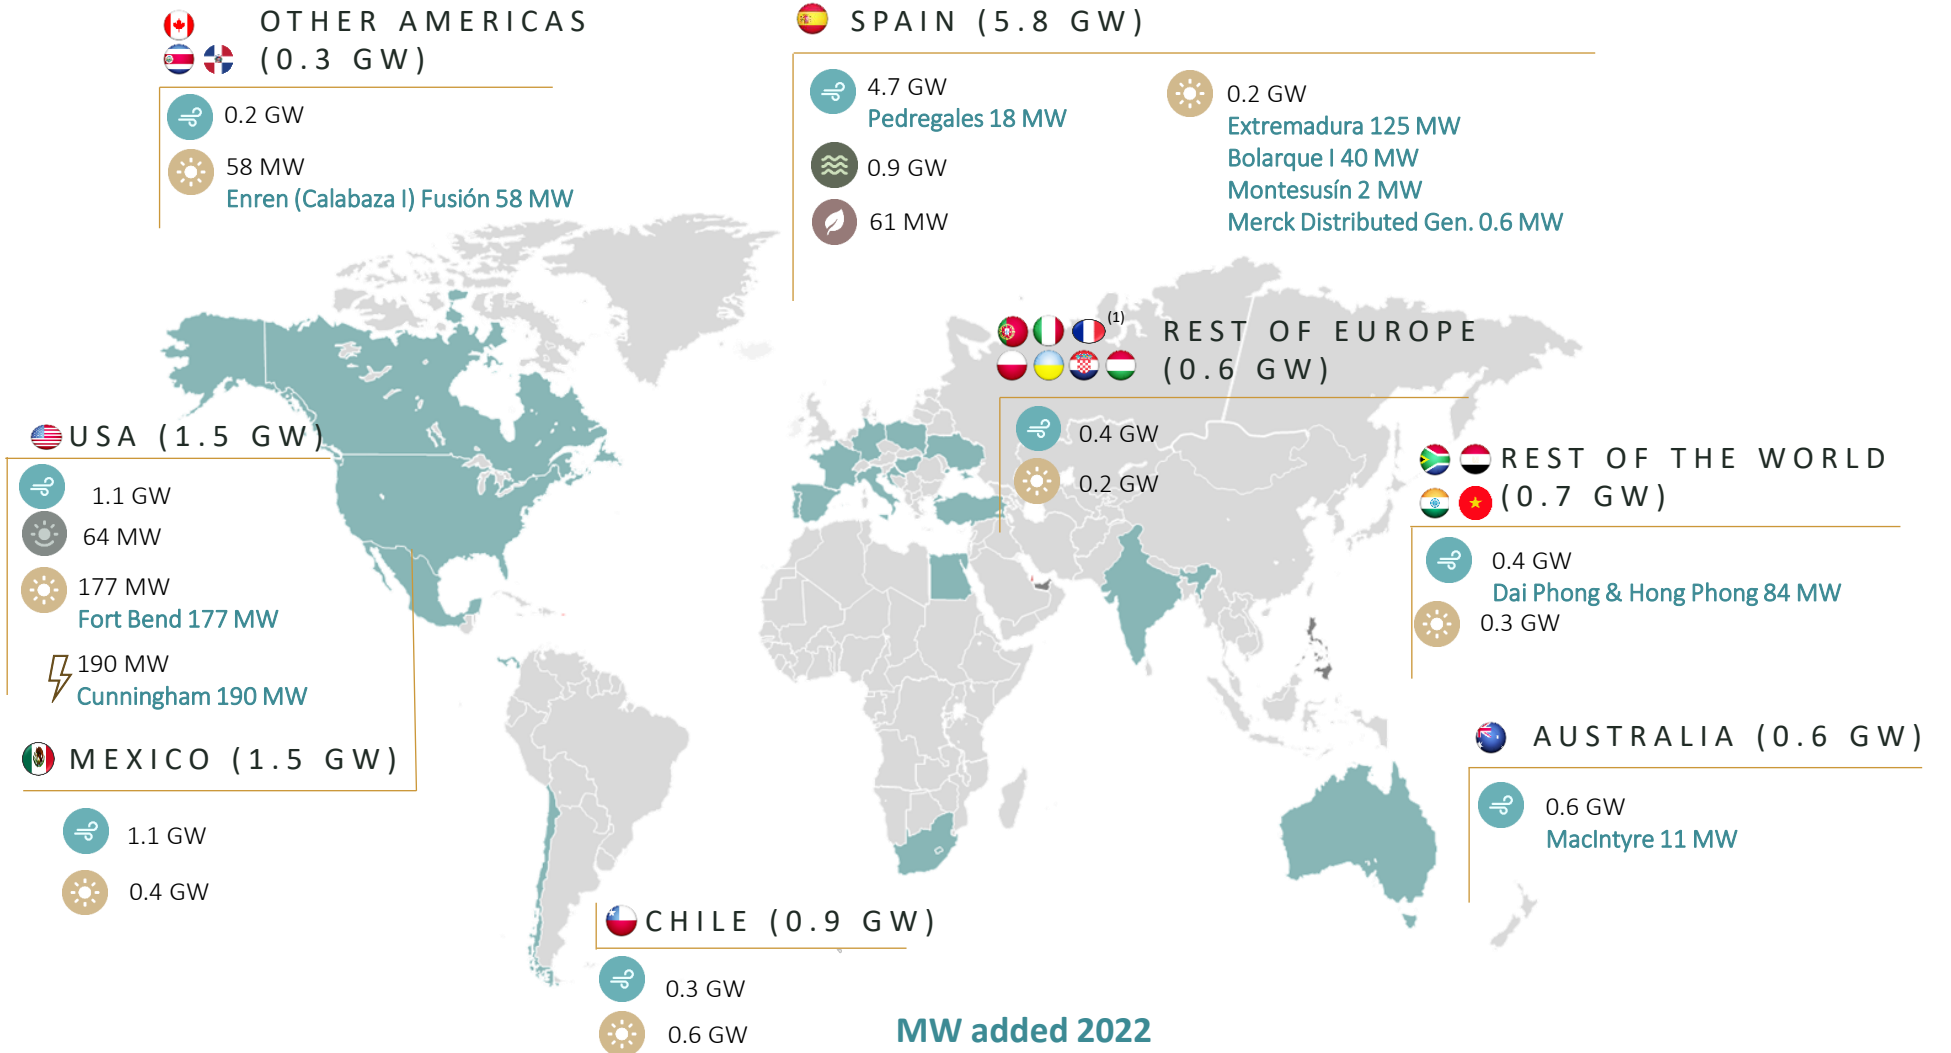 OTHER AMERICAS
(0.3 GW)
0.2 GW
58 MW
Enren (Calabaza I) Fusión 58 MW
SPAIN (5.8 GW)
4.7 GW
Pedregales 18 MW
0.9 GW
61 MW
0.2 GW
Extremadura 125 MW
Bolarque I 40 MW
Montesusín 2 MW
Merck Distributed Gen. 0.6 MW
(1)
REST OF EUROPE
(0.6 GW)
0.4 GW
0.2 GW
USA (1.5 GW)
1.1 GW
64 MW
177 MW
Fort Bend 177 MW
190 MW
Cunningham 190 MW
REST OF THE WORLD
(0.7 GW)
0.4 GW
Dai Phong & Hong Phong 84 MW
0.3 GW
MEXICO (1.5 GW)
1.1 GW
0.4 GW
AUSTRALIA (0.6 GW)
0.6 GW
MacIntyre 11 MW
CHILE (0.9 GW)
0.3 GW
0.6 GW
MW added 2022